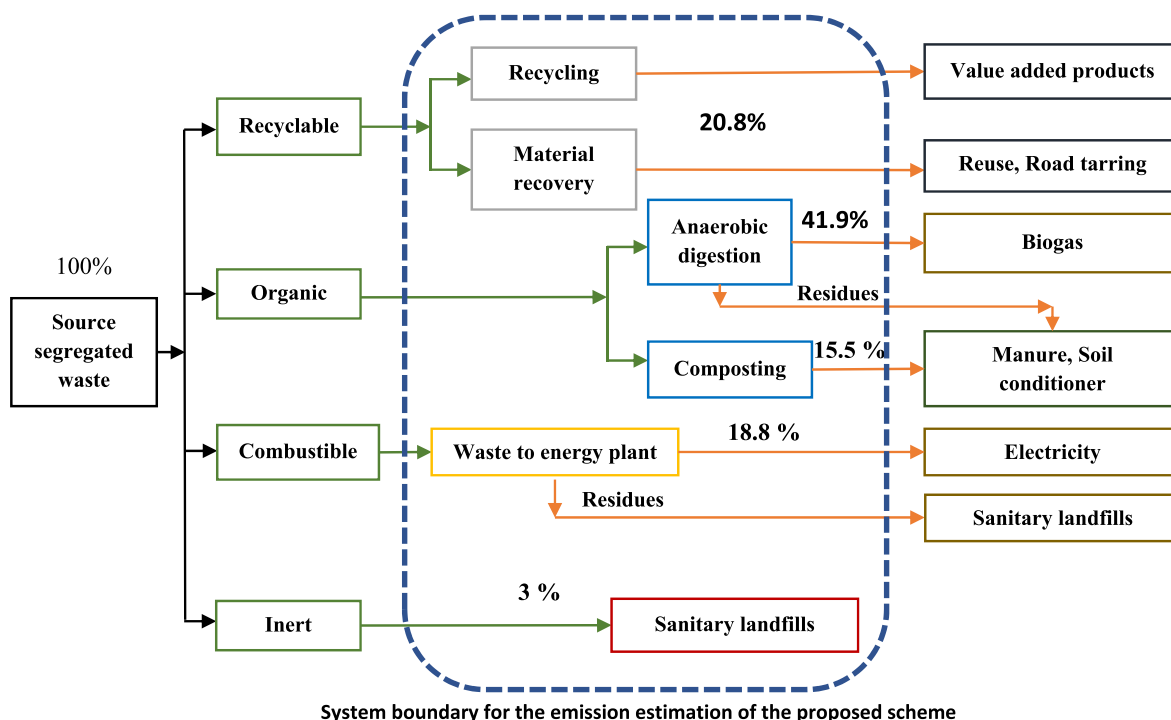 Recycling
Value added products
Recyclable
20.8%
Material
recovery
Reuse, Road tarring
Anaerobic
digestion
41.9%
Biogas
100%
Organic
Residues
Source
segregated
waste
Composting
15.5 %
Manure, Soil
conditioner
Combustible
Waste to energy plant
18.8 %
Electricity
Residues
Sanitary landfills
3 %
Inert
Sanitary landfills
System boundary for the emission estimation of the proposed scheme